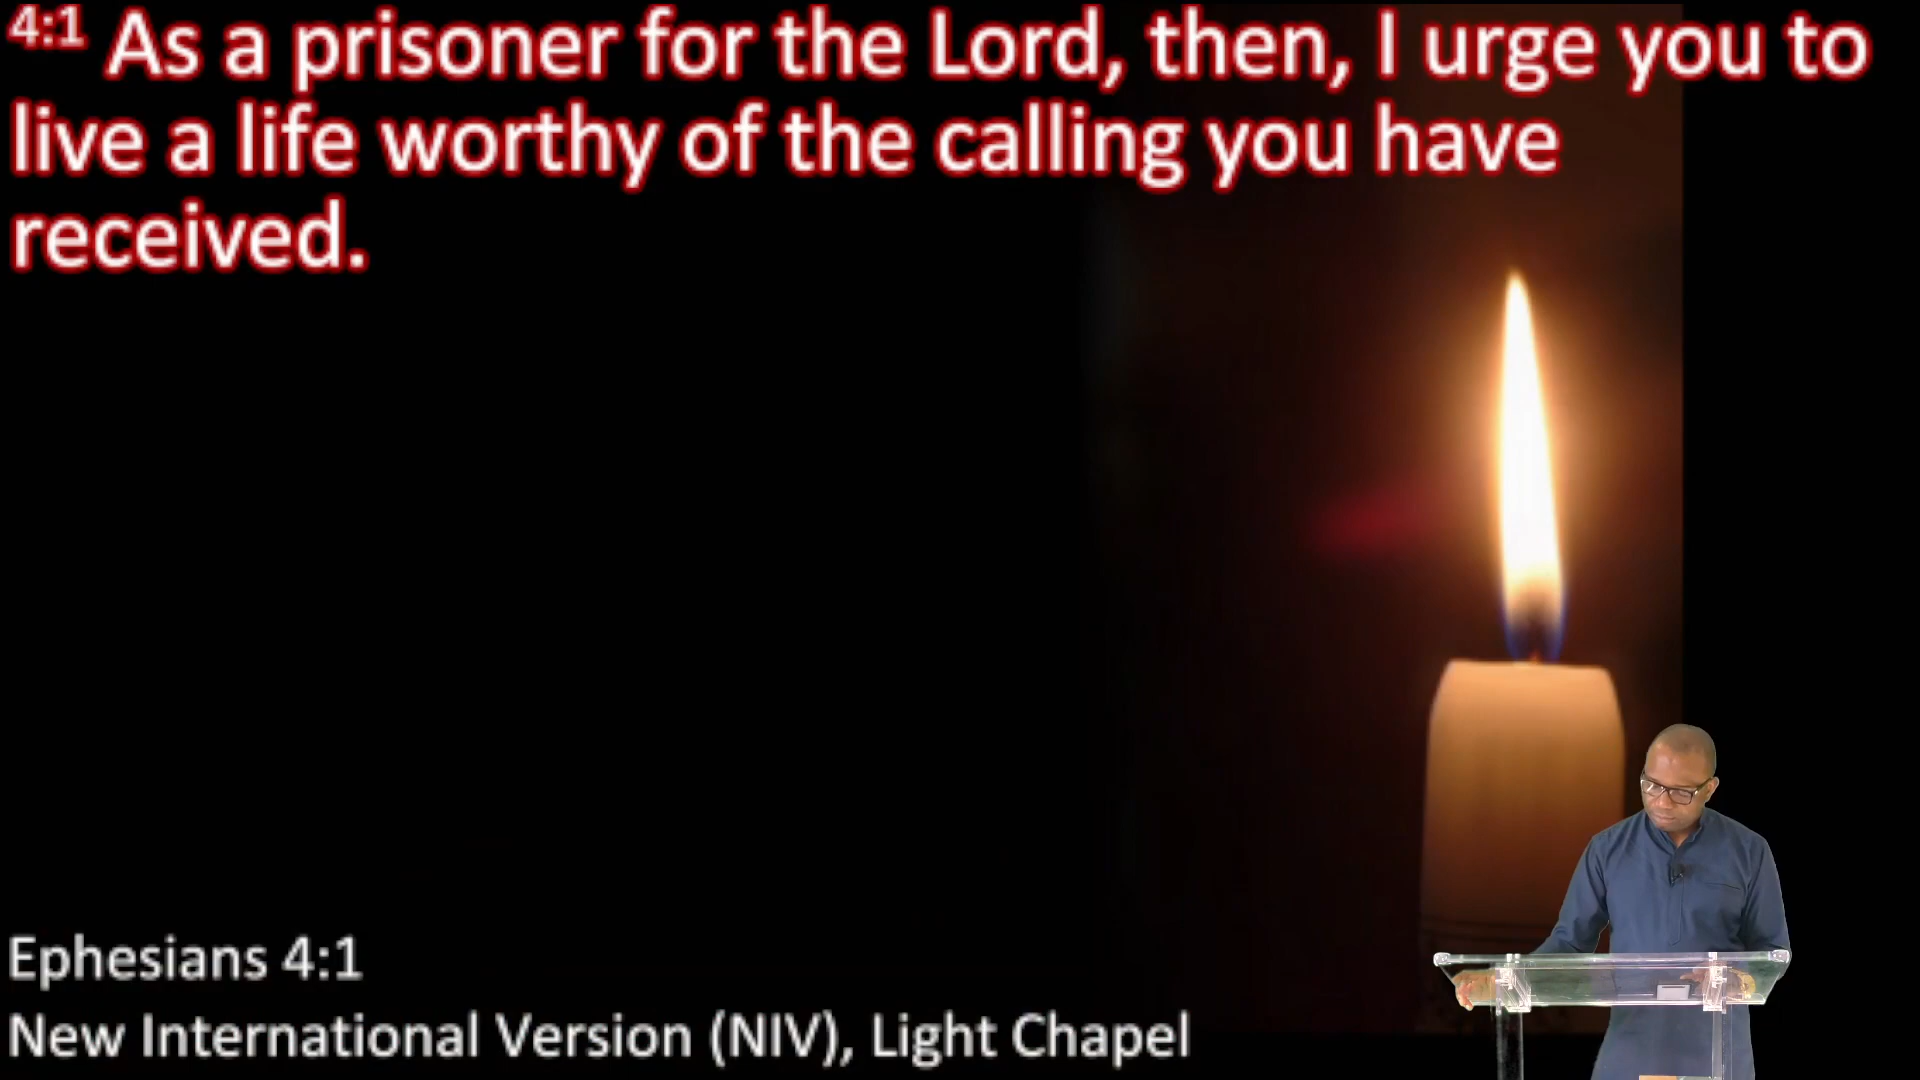 4:1 As a prisoner for the Lord, then, I urge you to
live a life worthy of the calling you have
received.
Ephesians 4:1
New International Version (NIV), Light Chapel